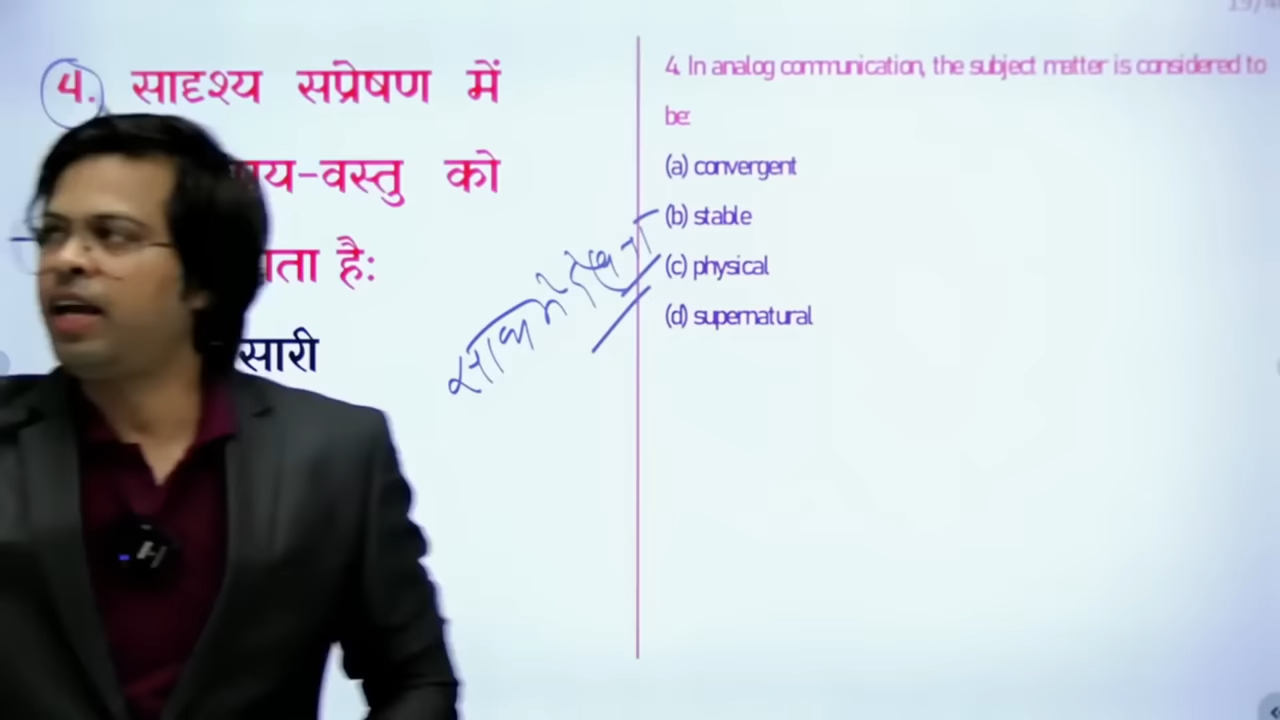 4. सादृश्य सप्रेषण में
य-वस्तु को
ता है:
सारी
4. In analog communication, the subject matter is considered to
be:
(a) convergent
(b) stable
(c) physical
(d) supernatural